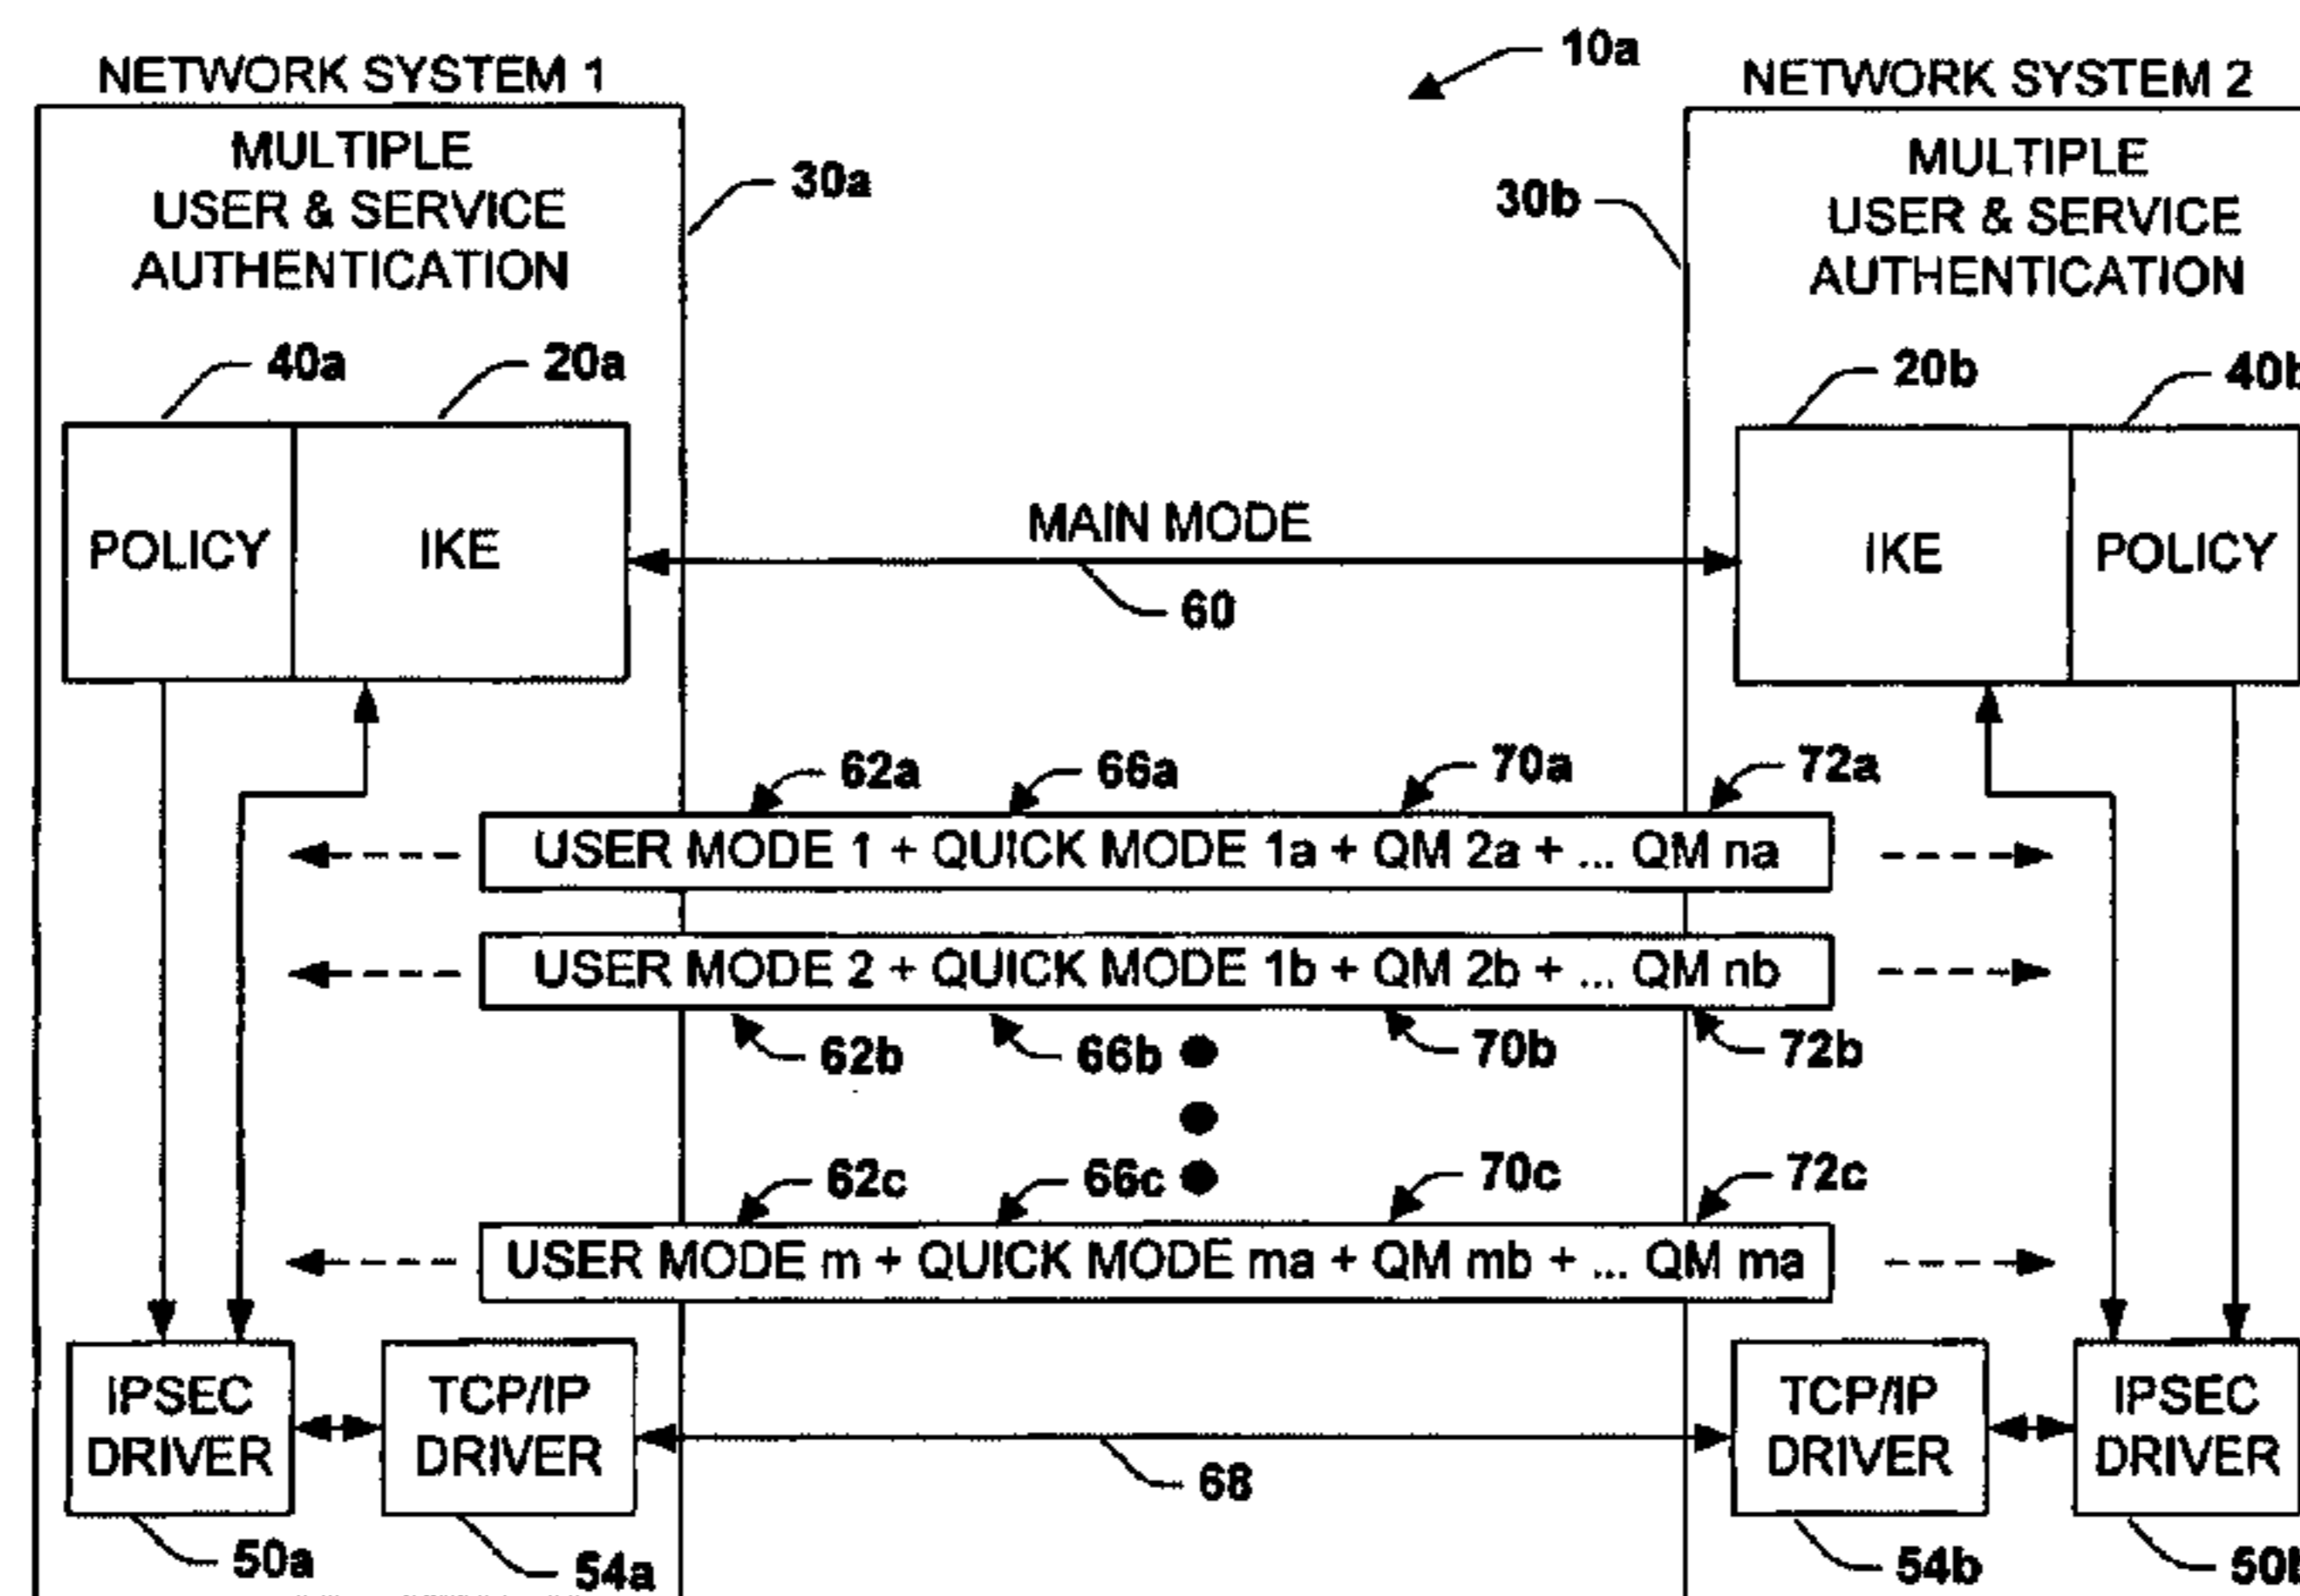 10a
NETWORK SYSTEM 1
NETWORK SYSTEM 2
MULTIPLE
USER & SERVICE
AUTHENTICATION
30a
30b
MULTIPLE
USER & SERVICE
AUTHENTICATION
40a
20a
20b
40b
POLICY
IKE
MAIN MODE
60
IKE
POLICY
62a
66a
70a
72a
USER MODE 1 + QUICK MODE 1a + QM 2a + ... QM na
USER MODE 2 + QUICK MODE 1b + QM 2b + ... QM nb
62b
66b
70b
72b
62c
66c
70c
72c
USER MODE m + QUICK MODE ma + QM mb + ... QM ma
IPSEC
DRIVER
TCP/IP
DRIVER
68
TCP/IP
DRIVER
IPSEC
DRIVER
50a
54a
54b